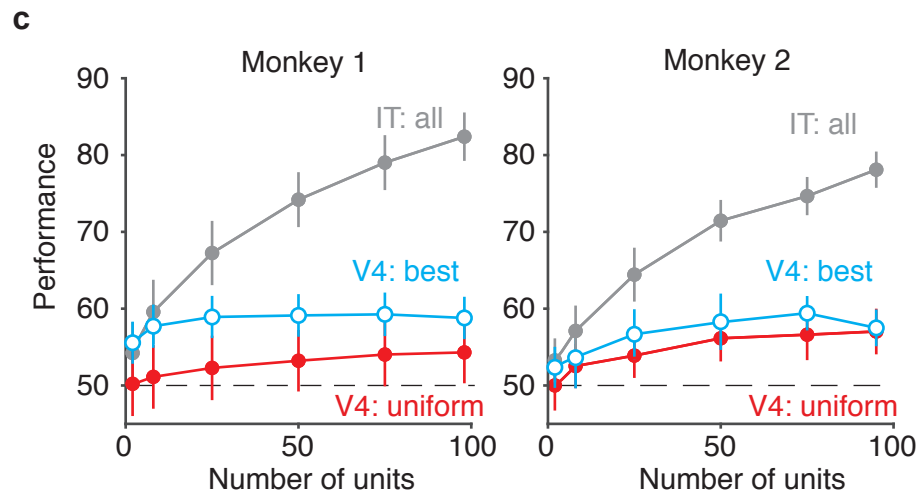 c
Monkey 1
Monkey 2
Performance
90
80
70
60
50
IT: all
V4: best
V4: uniform
0
50
100
Number of units
90
80
70
60
50
IT: all
V4: best
V4: uniform
0
50
100
Number of units